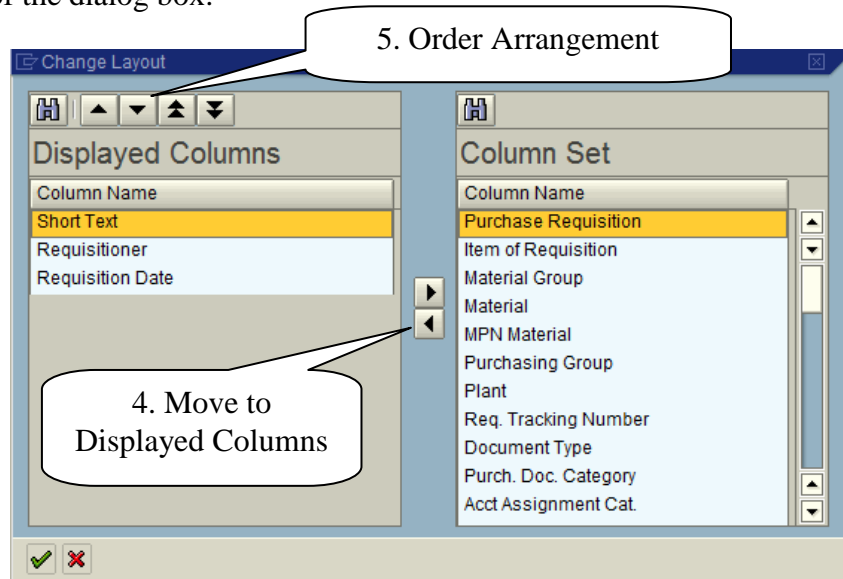 of the dialog box.
5. Order Arrangement
Change Layout
Displayed Columns
Column Name
Short Text
Requisitioner
Requisition Date
Column Set
Column Name
Purchase Requisition
Item of Requisition
Material Group
Material
MPN Material
Purchasing Group
Plant
Req. Tracking Number
Document Type
Purch. Doc. Category
Acct Assignment Cat.
4. Move to
Displayed Columns